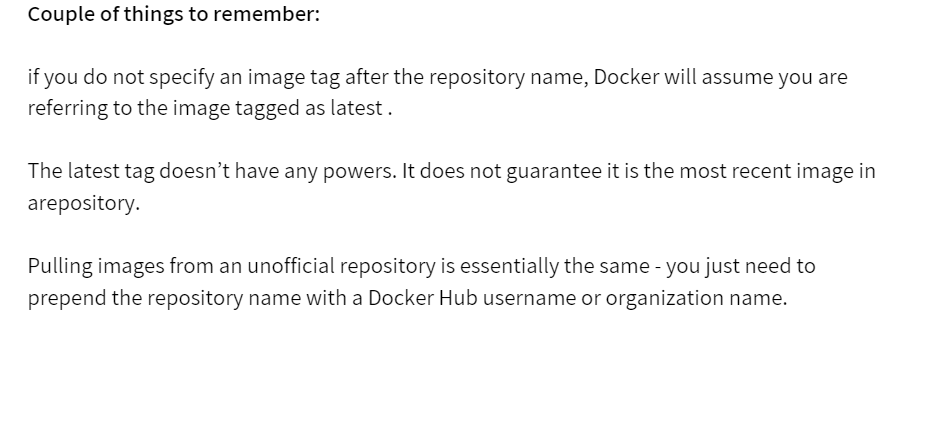 Couple of things to remember:
if you do not specify an image tag after the repository name, Docker will assume you are
referring to the image tagged as latest .
The latest tag doesn’t have any powers. It does not guarantee it is the most recent image in
arepository.
Pulling images from an unofficial repository is essentially the same - you just need to
prepend the repository name with a Docker Hub username or organization name.